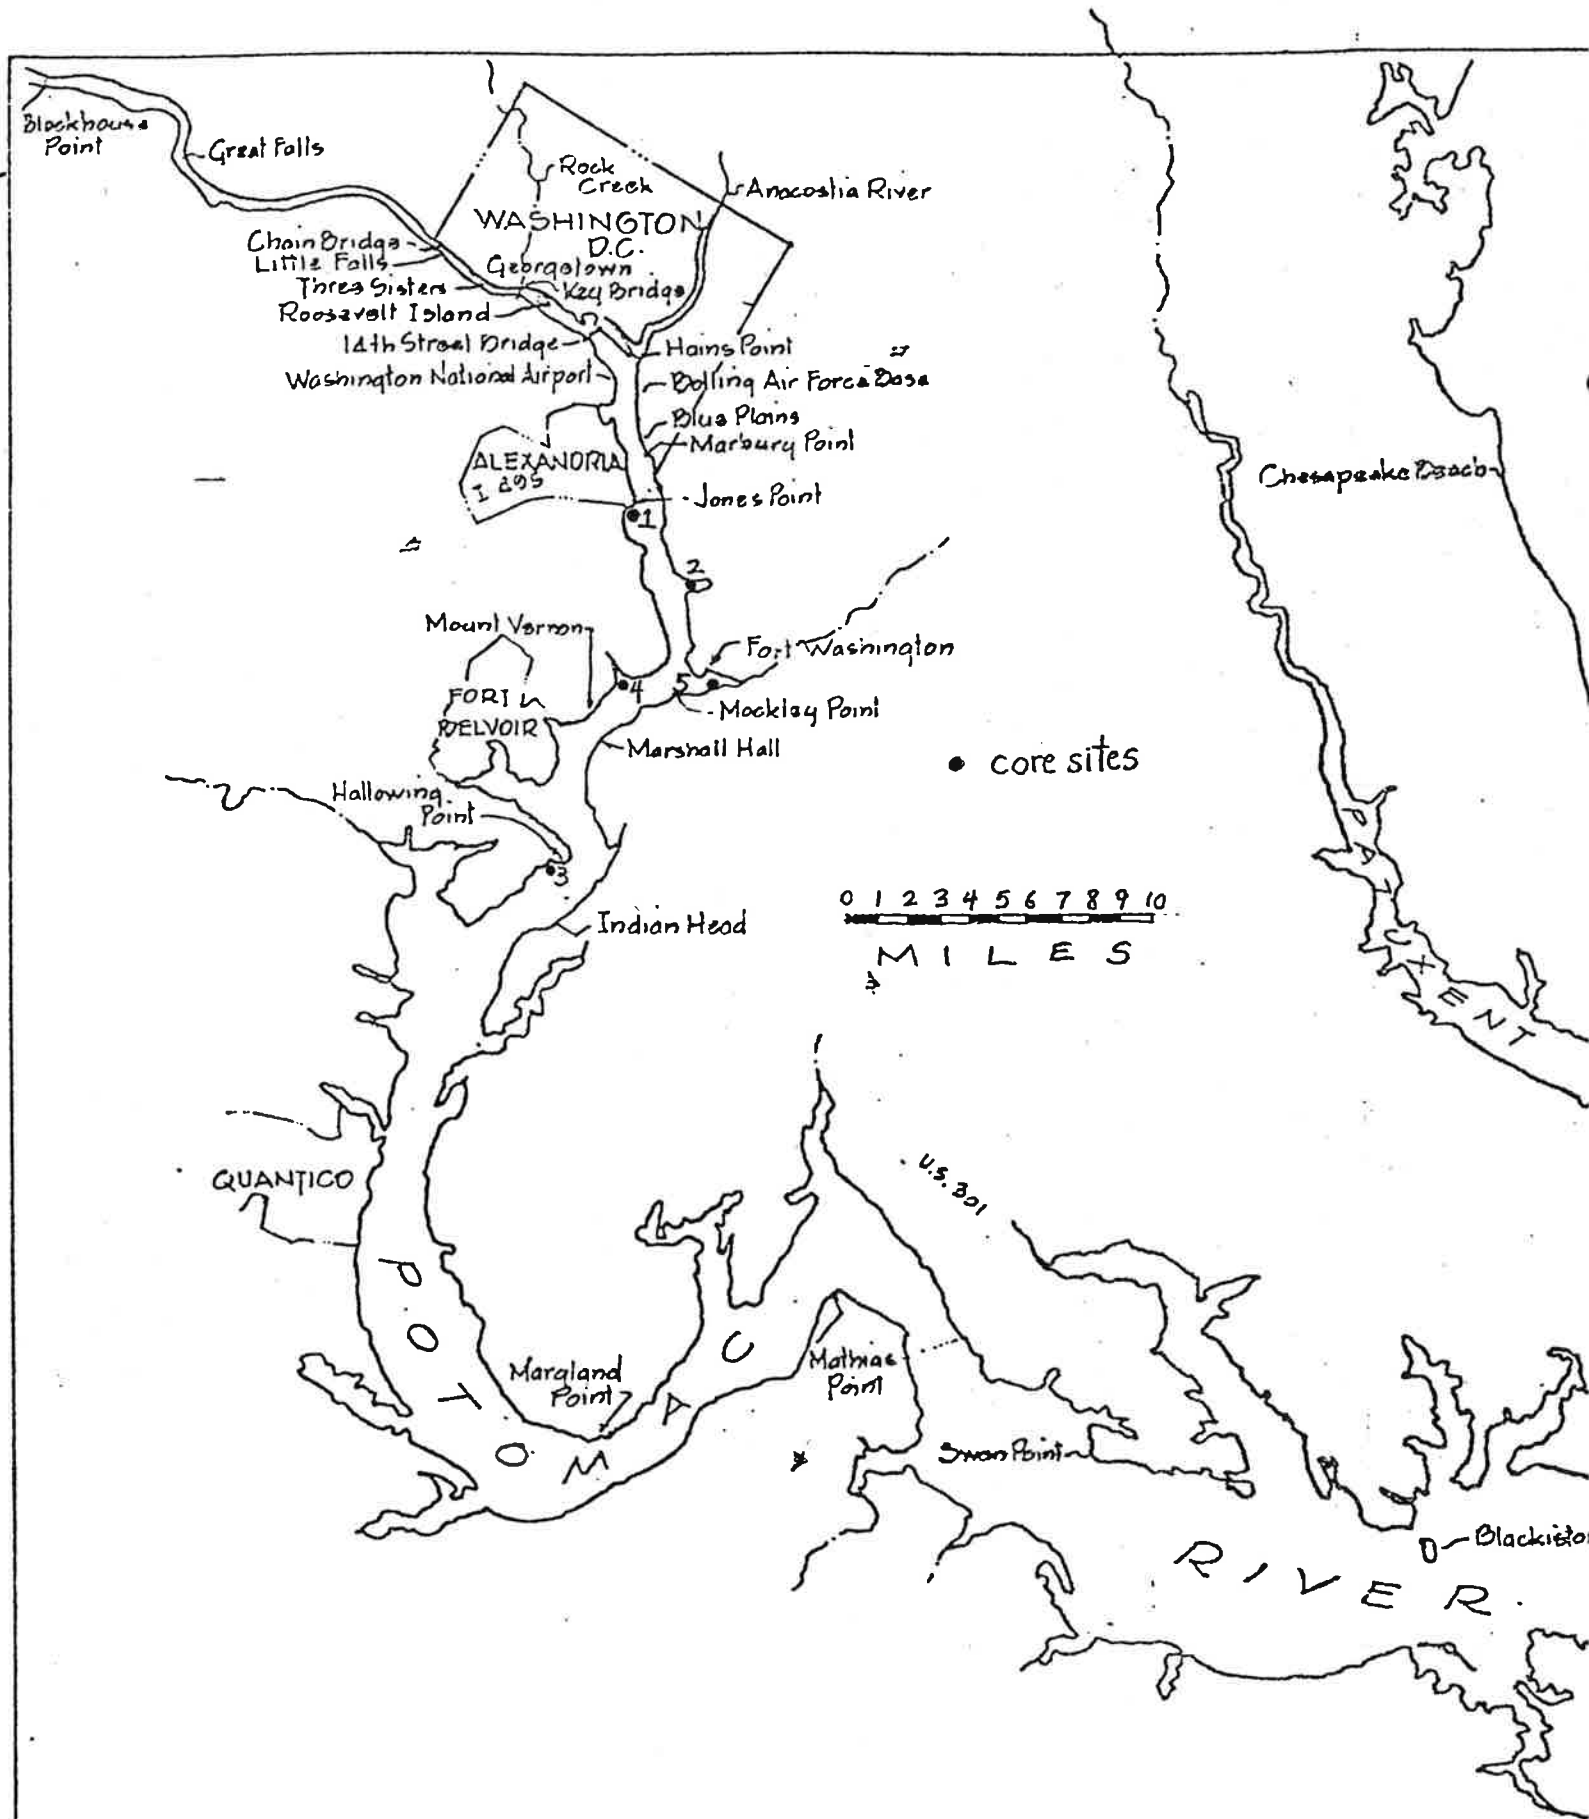 Blockhouse
Point
Great Falls
Rock
Creek
Anacostia River
WASHINGTON
D.C.
Chain Bridge
Little Falls
Georgetown
Three Sisters
Key Bridge
Roosevelt Island
14th Street Bridge
Hains Point
Washington National Airport
Bolling Air Force Base
Blue Plains
Marbury Point
ALEXANDRIA
I 495
Jones Point
1
2
Chesapeake Beach
Mount Vernon
Fort Washington
FORT
BELVOIR
4
5
Mockley Point
Marshall Hall
core sites
Hallowing
Point
3
0 1 2 3 4 5 6 7 8 9 10
MILES
Indian Head
P A T U X E N T
QUANTICO
U.S. 301
P O T O M A C
Maryland
Point
Mathias
Point
Swan Point
RIVER
Blackiston